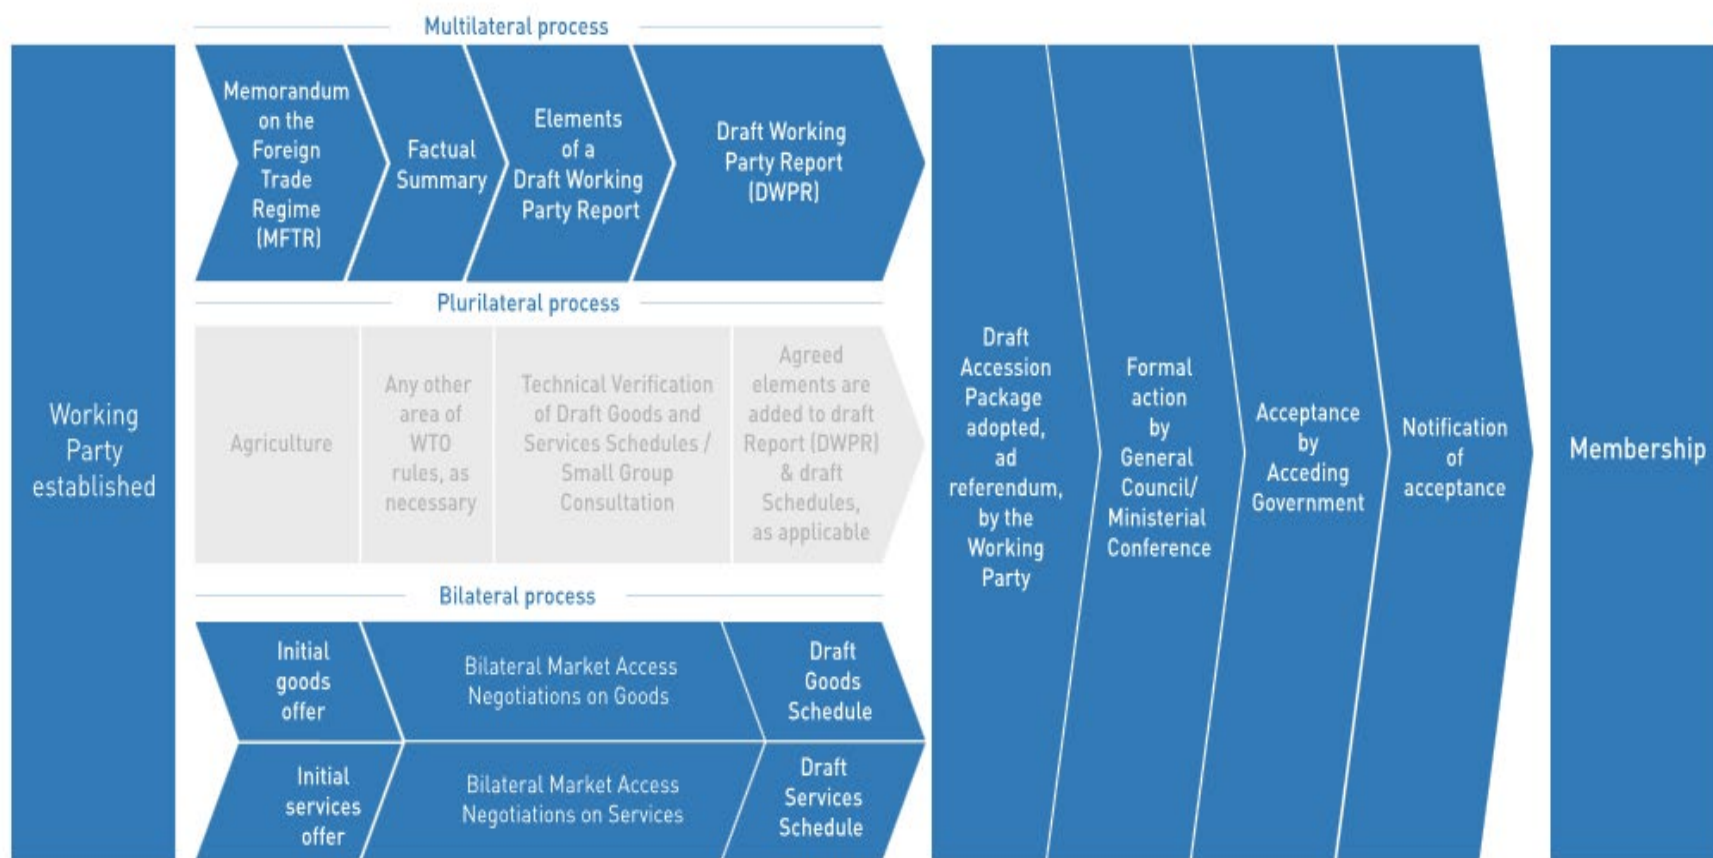 Working
Party
established
Multilateral process
Memorandum
on the
Foreign
Trade
Regime
(MFTR)
Factual
Summary
Elements
of a
Draft Working
Party Report
Draft Working
Party Report
(DWPR)
Plurilateral process
Agriculture
Any other
area of
WTO
rules, as
necessary
Technical Verification
of Draft Goods and
Services Schedules /
Small Group
Consultation
Agreed
elements are
added to draft
Report (DWPR)
& draft
Schedules,
as applicable
Bilateral process
Initial
goods
offer
Bilateral Market Access
Negotiations on Goods
Draft
Goods
Schedule
Initial
services
offer
Bilateral Market Access
Negotiations on Services
Draft
Services
Schedule
Draft
Accession
Package
adopted,
ad
referendum,
by the
Working
Party
Formal
action
by
General
Council/
Ministerial
Conference
Acceptance
by
Acceding
Government
Notification
of
acceptance
Membership